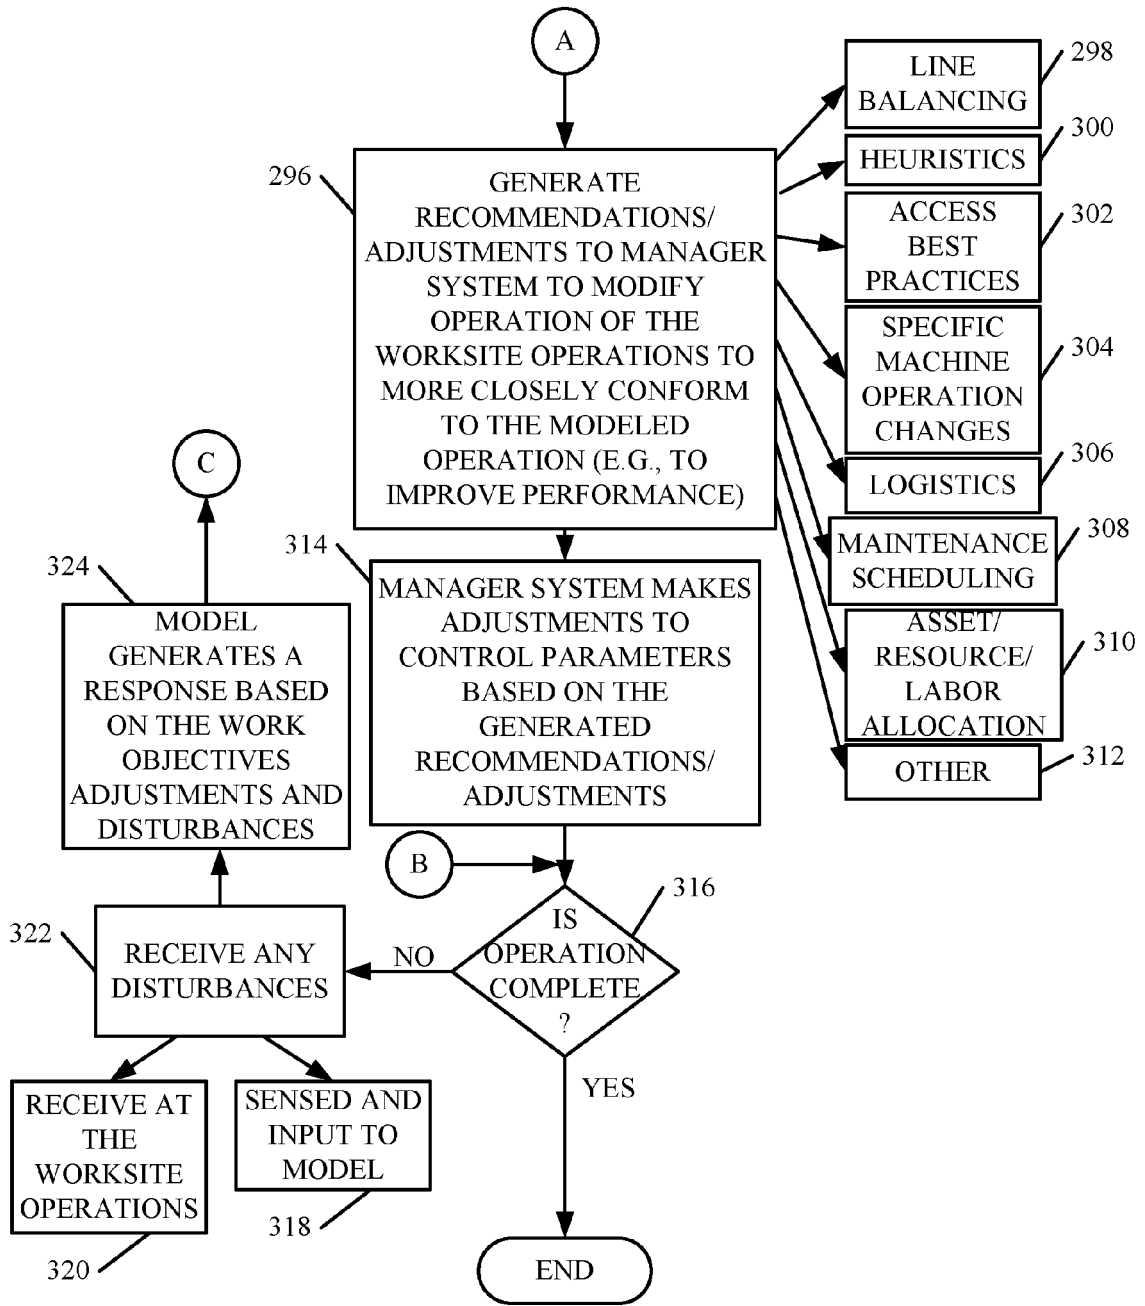 A
296
GENERATE
RECOMMENDATIONS/
ADJUSTMENTS TO MANAGER
SYSTEM TO MODIFY
OPERATION OF THE
WORKSITE OPERATIONS TO
MORE CLOSELY CONFORM
TO THE MODELED
OPERATION (E.G., TO
IMPROVE PERFORMANCE)
LINE
BALANCING
298
HEURISTICS
300
ACCESS
BEST
PRACTICES
302
SPECIFIC
MACHINE
OPERATION
CHANGES
304
LOGISTICS
306
MAINTENANCE
SCHEDULING
308
ASSET/
RESOURCE/
LABOR
ALLOCATION
310
OTHER
312
314
MANAGER SYSTEM MAKES
ADJUSTMENTS TO
CONTROL PARAMETERS
BASED ON THE
GENERATED
RECOMMENDATIONS/
ADJUSTMENTS
B
IS
OPERATION
COMPLETE
?
316
NO
YES
END
C
324
MODEL
GENERATES A
RESPONSE BASED
ON THE WORK
OBJECTIVES
ADJUSTMENTS AND
DISTURBANCES
322
RECEIVE ANY
DISTURBANCES
RECEIVE AT
THE
WORKSITE
OPERATIONS
320
SENSED AND
INPUT TO
MODEL
318